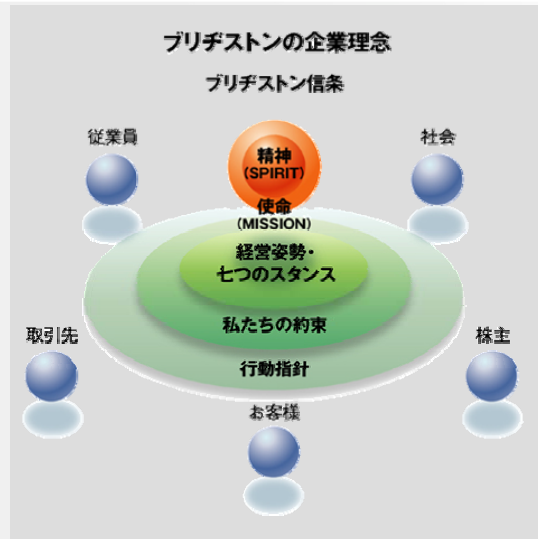 ブリヂストンの企業理念
ブリヂストン信条
従業員
社会
精神
(SPIRIT)
使命
(MISSION)
経営姿勢・
七つのスタンス
私たちの約束
取引先
株主
行動指針
お客様